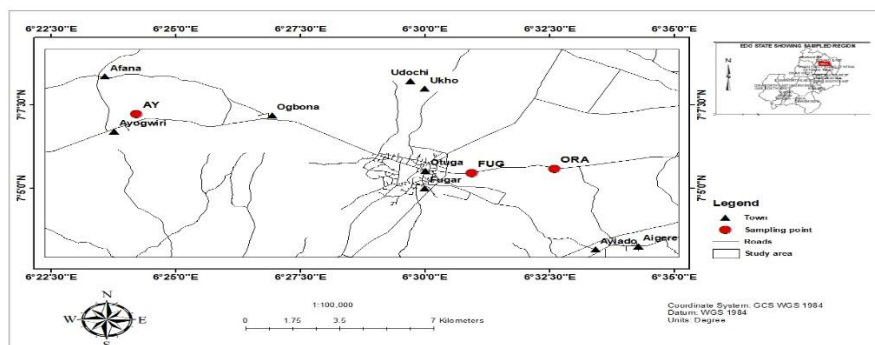 6°22'30"E 6°25'0"E 6°27'30"E 6°30'0"E 6°32'30"E 6°35'0"E
EDO STATE SHOWING SAMPLED REGION
Afana
Udochi
Ukho
N
7°7'30"N
7°7'30"N
AY
Ogbona
Ayogwiri
Otuga
FUG
ORA
7°5'0"N
7°5'0"N
Fugar
Legend
Town
Sampling point
Roads
Study area
Ayiado
Aigere
6°22'30"E 6°25'0"E 6°27'30"E 6°30'0"E 6°32'30"E 6°35'0"E
N
W E
S
1:100,000
0 1.75 3.5 7 Kilometers
Coordinate System: GCS WGS 1984
Datum: WGS 1984
Units: Degree